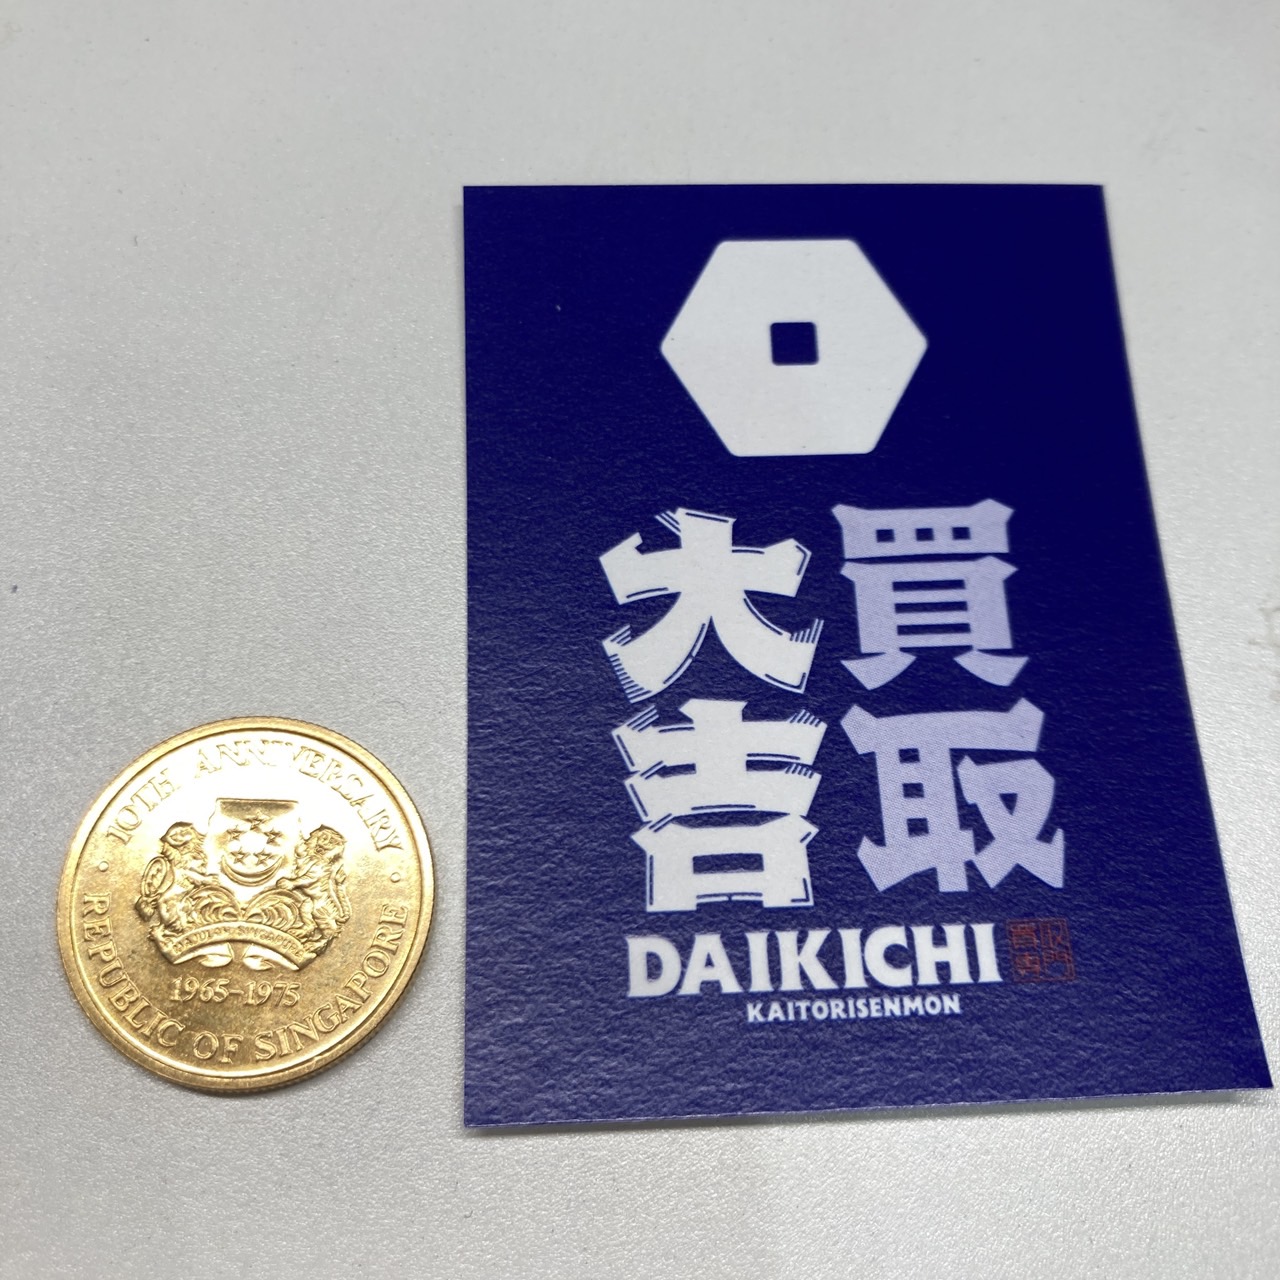 10TH ANNIVERSARY
MAJULAH SINGAPURA
1965-1975
REPUBLIC OF SINGAPORE
買取
大吉
DAIKICHI
KAITORISENMON